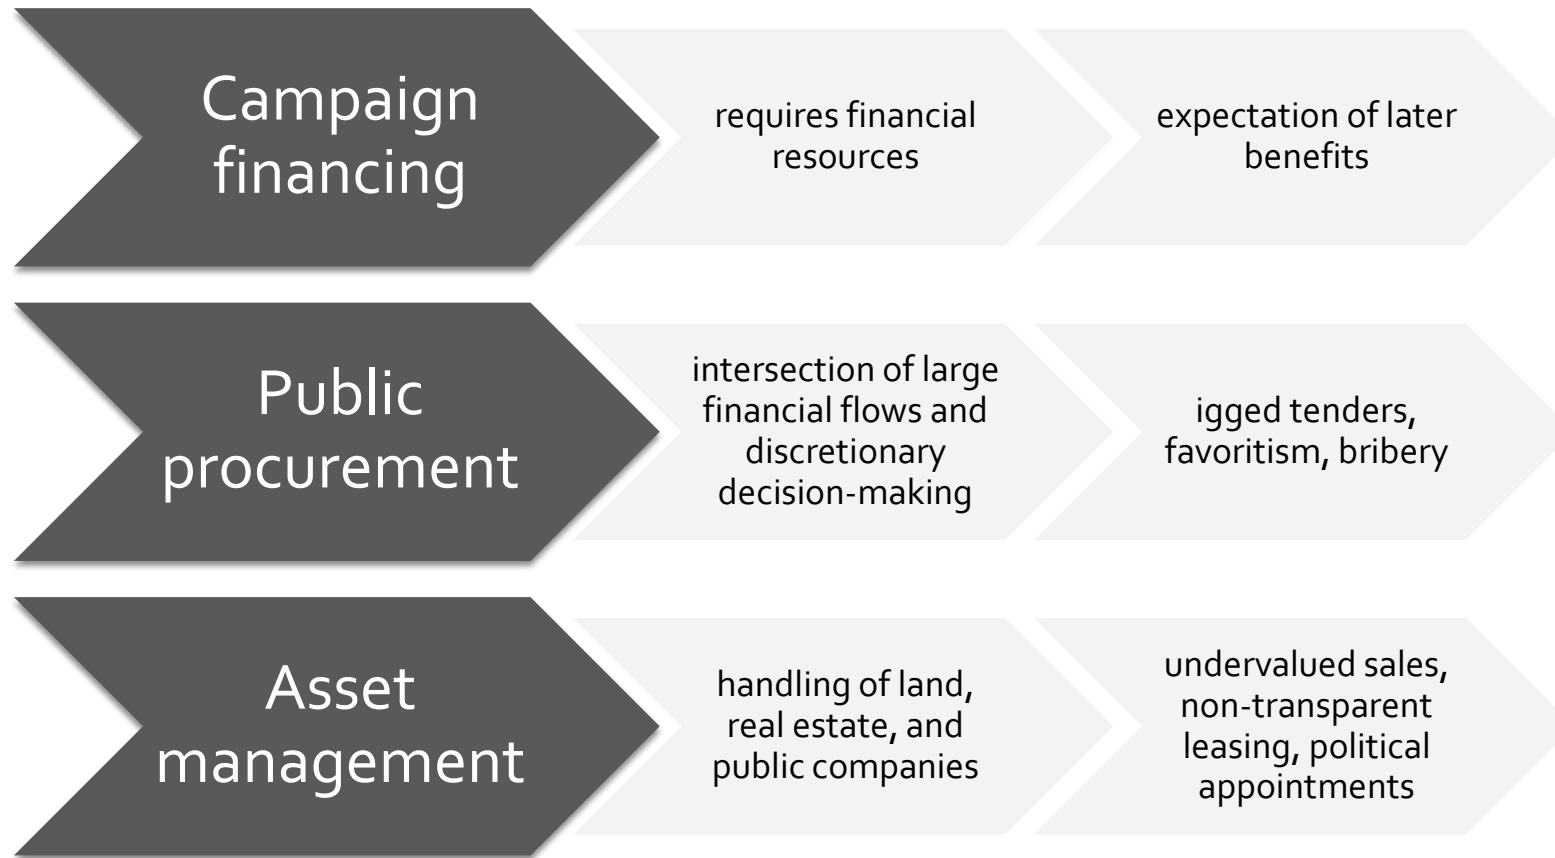 Campaign
financing
requires financial
resources
expectation of later
benefits
Public
procurement
intersection of large
financial flows and
discretionary
decision-making
igged tenders,
favoritism, bribery
Asset
management
handling of land,
real estate, and
public companies
undervalued sales,
non-transparent
leasing, political
appointments